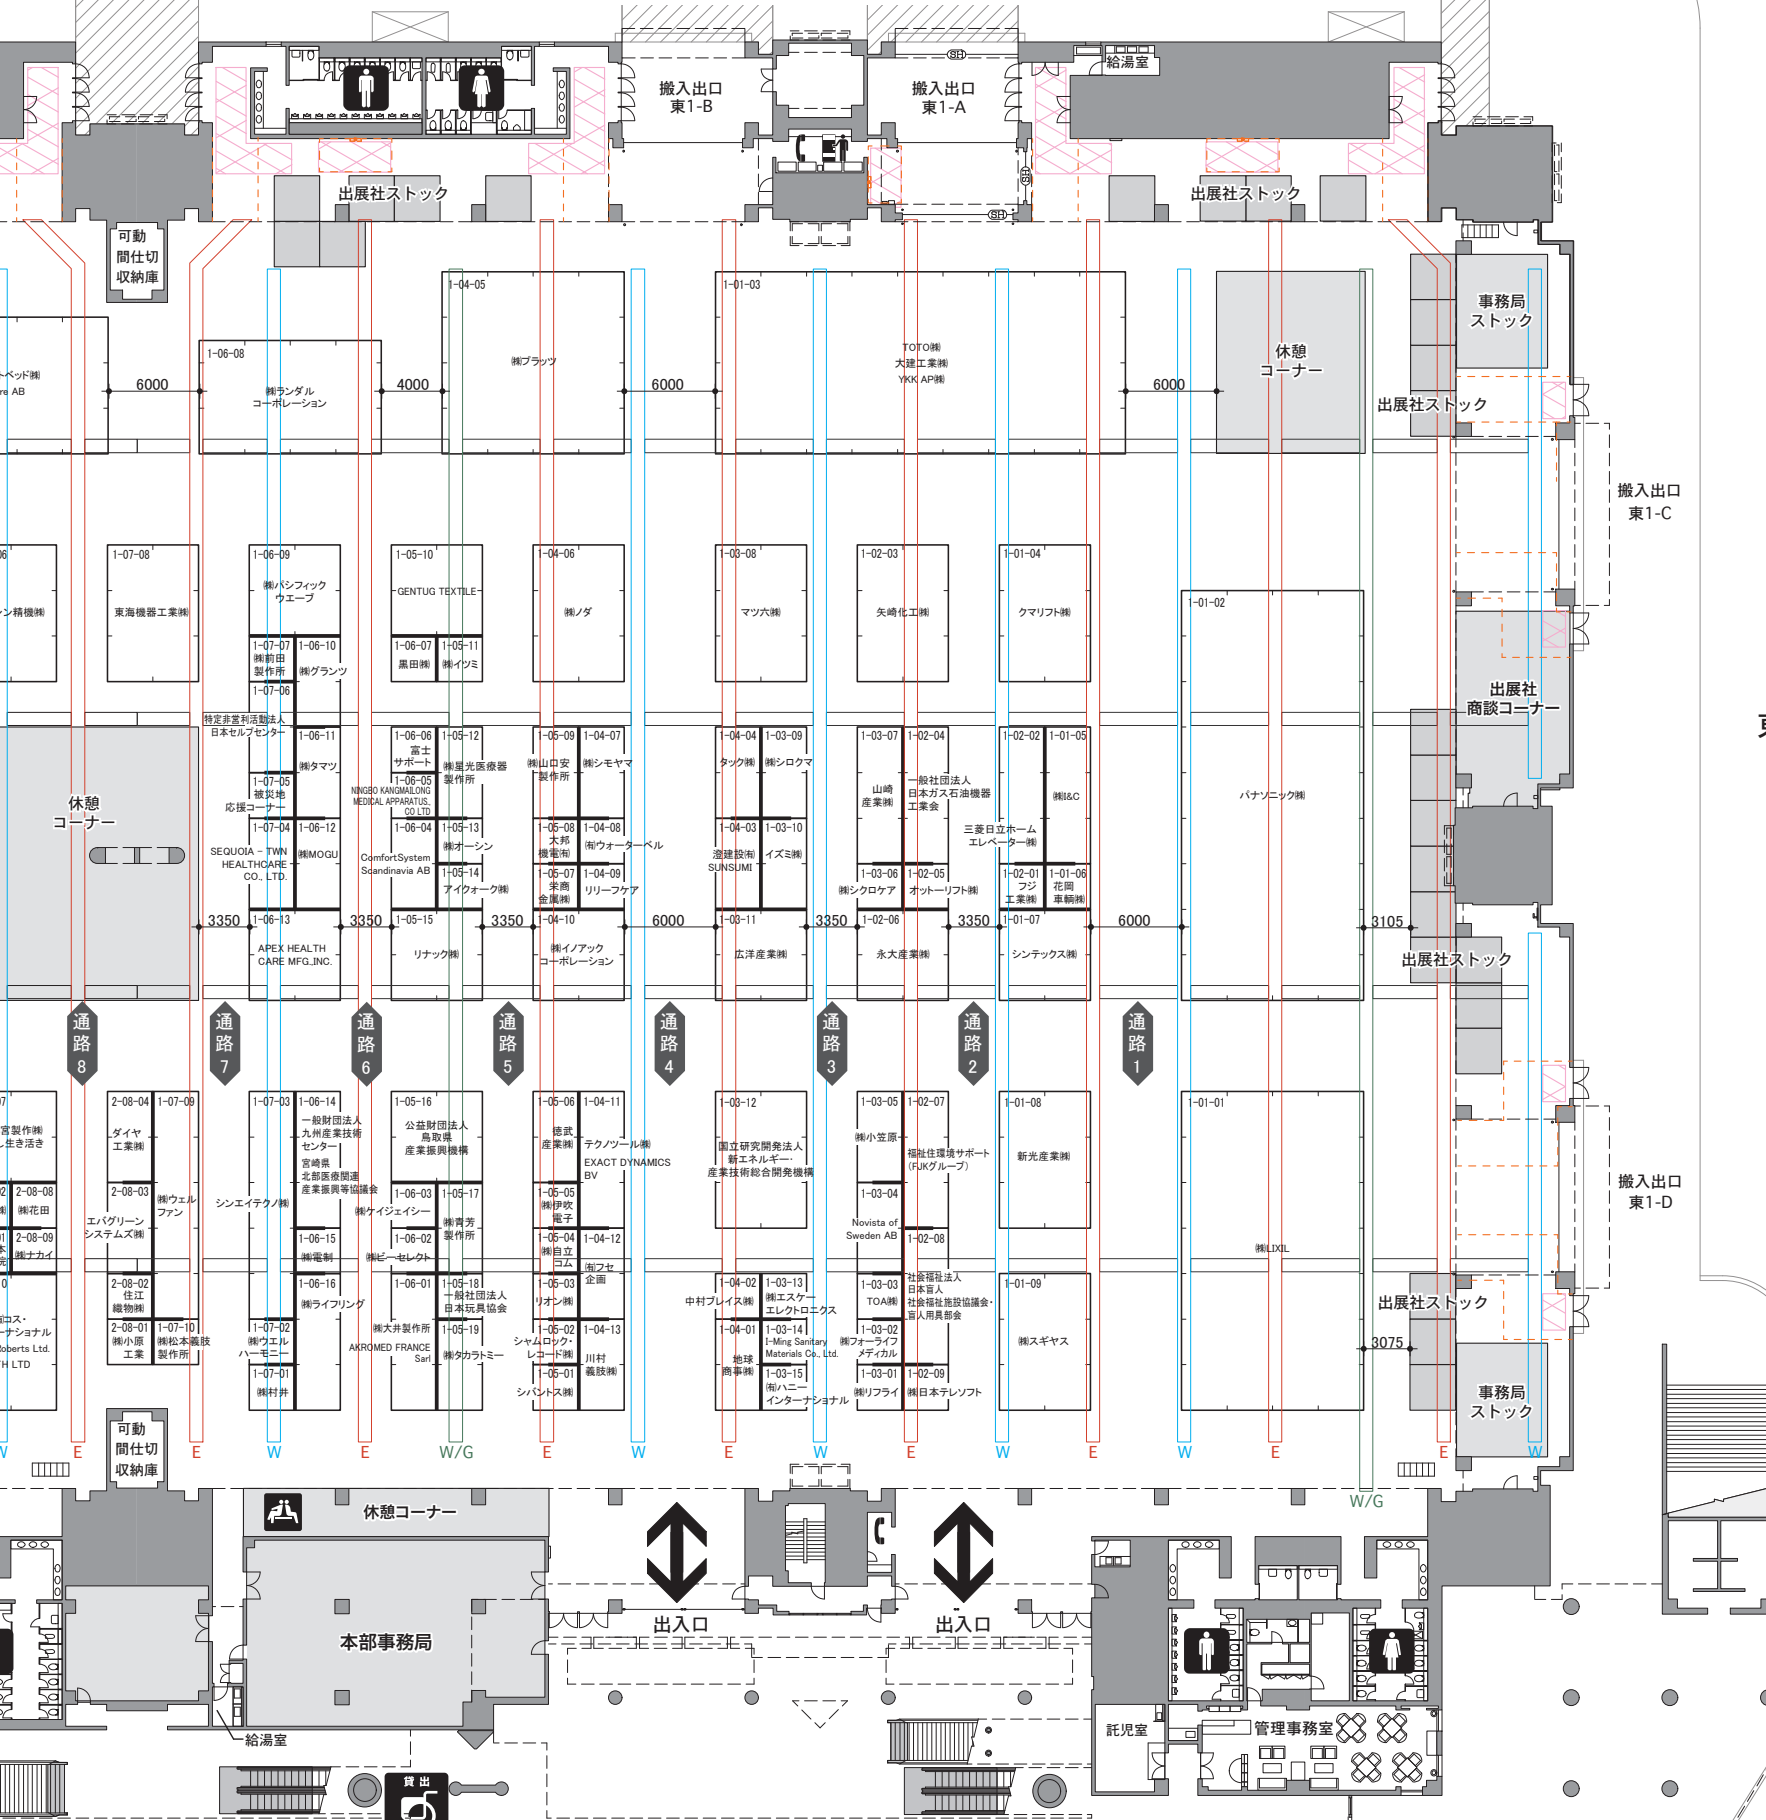 給湯室
搬入出口
東1-B
搬入出口
東1-A
SH
SH
SH
出展社ストック
出展社ストック
可動
間仕切
収納庫
事務局
ストック
1-04-05
㈱プラッツ
1-01-03
TOTO㈱
大建工業㈱
YKK AP㈱
休憩
コーナー
1-06-08
㈱ランダル
コーポレーション
トベッド㈱
re AB
6000
4000
6000
6000
出展社ストック
搬入出口
東1-C
06
ン精機㈱
1-07-08
東海機器工業㈱
1-06-09
㈱パシフィック
ウエーブ
1-05-10
GENTUG TEXTILE
1-04-06
㈱ノダ
1-03-08
マツ六㈱
1-02-03
矢崎化工㈱
1-01-04
クマリフト㈱
1-01-02
パナソニック㈱
1-07-07
㈱前田
製作所
1-06-10
㈱グランツ
1-06-07
黒田㈱
1-05-11
㈱イツミ
1-07-06
特定非営利活動法人
日本セルプセンター
出展社
商談コーナー
1-06-11
㈱タマツ
1-07-05
被災地
応援コーナー
1-06-06
富士
サポート
1-05-12
㈱星光医療器
製作所
1-06-05
NINGBO KANGMAILONG
MEDICAL APPARATUS.,
CO LTD
1-05-09
㈱山口安
製作所
1-04-07
㈱シモヤマ
1-04-04
タック㈱
1-03-09
㈱シロクマ
1-03-07
山崎
産業㈱
1-02-04
一般社団法人
日本ガス石油機器
工業会
1-02-02
三菱日立ホーム
エレベーター㈱
1-01-05
㈱I&C
休憩
コーナー
1-07-04
SEQUOIA - TWN
HEALTHCARE
CO., LTD.
1-06-12
㈱MOGU
1-06-04
ComfortSystem
Scandinavia AB
1-05-13
㈱オーシン
1-05-14
アイクォーク㈱
1-05-08
大邦
機電㈲
1-04-08
㈲ウォーターベル
1-05-07
栄商
金属㈱
1-04-09
リリーフケア
1-04-03
澄建設㈲
SUNSUMI
1-03-10
イズミ㈱
1-03-06
㈱シクロケア
1-02-05
オットーリフト㈱
1-02-01
フジ
工業㈱
1-01-06
花岡
車輌㈱
3350
3350
3350
6000
3350
3350
6000
3105
1-06-13
APEX HEALTH
CARE MFG.,INC.
1-05-15
リナック㈱
1-04-10
㈱イノアック
コーポレーション
1-03-11
広洋産業㈱
1-02-06
永大産業㈱
1-01-07
シンテックス㈱
出展社ストック
通路8
通路7
通路6
通路5
通路4
通路3
通路2
通路1
07
宮製作㈱
し生き活き
2-08-04
ダイヤ
工業㈱
1-07-09
㈱ウェル
ファン
1-07-03
シンエイテクノ㈱
1-06-14
一般財団法人
九州産業技術
センター
宮崎県
北部医療関連
産業振興等協議会
1-05-16
公益財団法人
鳥取県
産業振興機構
1-05-06
徳武
産業㈱
1-04-11
テクノツール㈱
EXACT DYNAMICS
BV
1-03-12
国立研究開発法人
新エネルギー・
産業技術総合開発機構
1-03-05
㈱小笠原
1-02-07
福祉住環境サポート
(FJKグループ)
1-01-08
新光産業㈱
1-01-01
㈱LIXIL
搬入出口
東1-D
02
㈱
2-08-08
㈱花田
2-08-03
エバグリーン
システムズ㈱
01
本
院
2-08-09
㈱ナカイ
1-06-03
㈱ケイジェイシー
1-05-17
㈱青芳
製作所
1-05-05
㈱伊吹
電子
1-03-04
Novista of
Sweden AB
1-06-15
㈱電制
1-06-02
㈱ビーセレクト
1-05-04
㈱自立
コム
1-04-12
㈲フセ
企画
1-02-08
社会福祉法人
日本盲人
社会福祉施設協議会・
盲人用具部会
0
㈲コス・
ーナショナル
Roberts Ltd.
TH LTD
2-08-02
住江
織物㈱
1-06-16
㈱ライフリング
1-06-01
㈱大井製作所
AKROMED FRANCE
Sarl
1-05-18
一般社団法人
日本玩具協会
1-05-03
リオン㈱
1-04-02
中村ブレイス㈱
1-03-13
㈱エスケー
エレクトロニクス
1-03-03
TOA㈱
1-01-09
㈱スギヤス
出展社ストック
2-08-01
㈱小原
工業
1-07-10
㈱松本義肢
製作所
1-07-02
㈱ウエル
ハーモニー
1-05-19
㈱タカラトミー
1-05-02
シャムロック・
レコード㈱
1-04-13
川村
義肢㈱
1-04-01
地球
商事㈱
1-03-14
I-Ming Sanitary
Materials Co., Ltd.
1-03-02
㈱フォーライフ
メディカル
3075
1-07-01
㈱村井
1-05-01
シバントス㈱
1-03-15
㈲ハニー
インターナショナル
1-03-01
㈱リフライ
1-02-09
㈱日本テレソフト
事務局
ストック
可動
間仕切
収納庫
W
E
E
W
E
W/G
E
W
E
W
E
W
E
W
E
E
W
W/G
休憩コーナー
出入口
出入口
本部事務局
給湯室
託児室
管理事務室
貸出
東